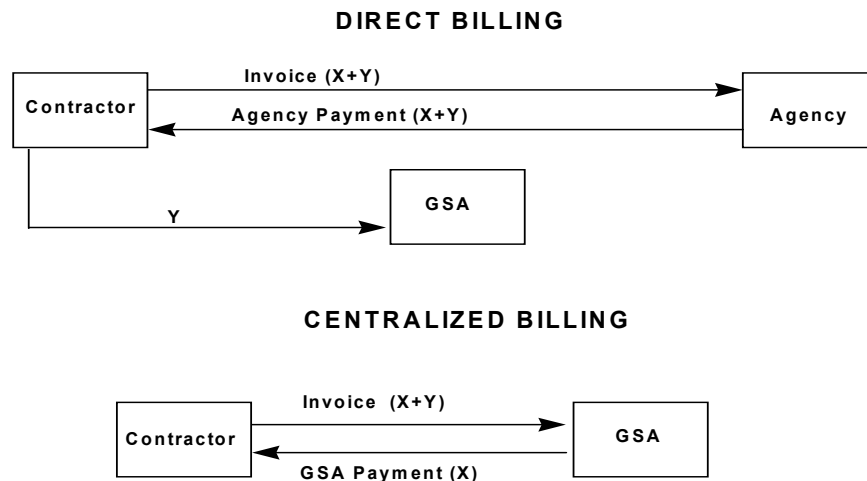 DIRECT BILLING
Invoice (X+Y)
Contractor
Agency Payment (X+Y)
Agency
Y
GSA
CENTRALIZED BILLING
Invoice (X+Y)
Contractor
GSA
GSA Payment (X)